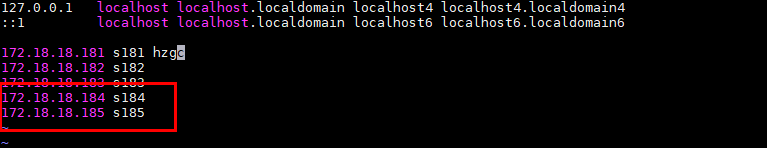 127.0.0.1   localhost localhost.localdomain localhost4 localhost4.localdomain4
::1         localhost localhost.localdomain localhost6 localhost6.localdomain6
172.18.18.181 s181 hzgc
172.18.18.182 s182
172.18.18.183 s183
172.18.18.184 s184
172.18.18.185 s185
~
~